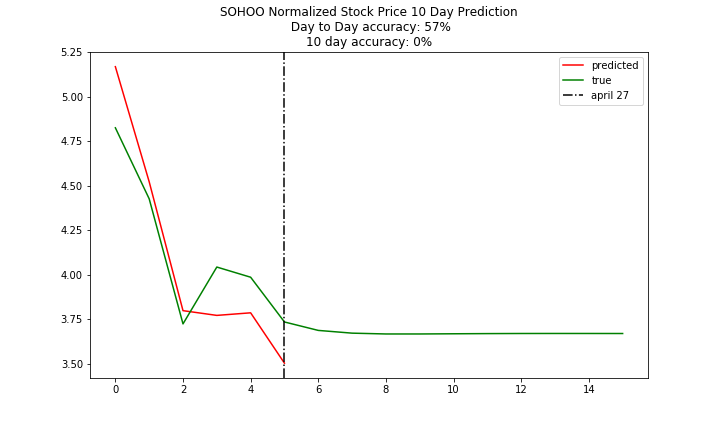 SOHOO Normalized Stock Price 10 Day Prediction
Day to Day accuracy: 57%
10 day accuracy: 0%
5.25
5.00
4.75
4.50
4.25
4.00
3.75
3.50
predicted
true
april 27
0 2 4 6 8 10 12 14